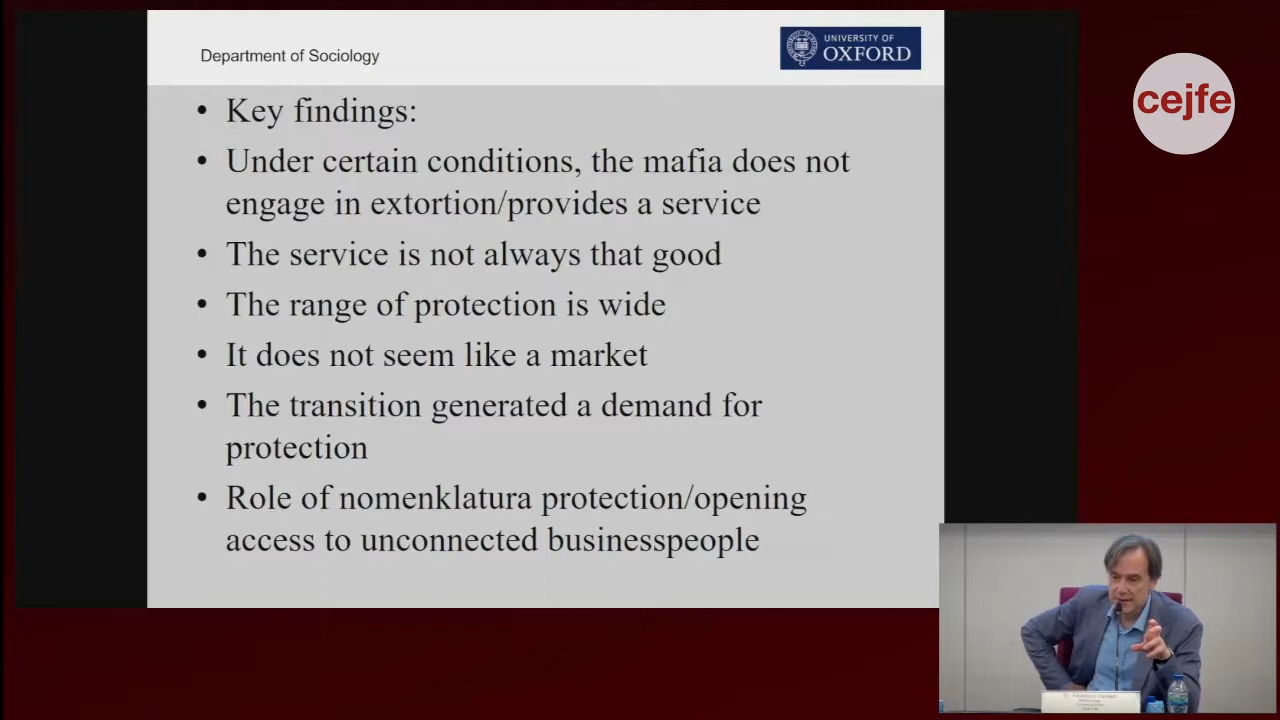 Department of Sociology
UNIVERSITY OF
OXFORD
cejfe
• Key findings:
• Under certain conditions, the mafia does not
engage in extortion/provides a service
• The service is not always that good
• The range of protection is wide
• It does not seem like a market
• The transition generated a demand for
protection
• Role of nomenklatura protection/opening
access to unconnected businesspeople